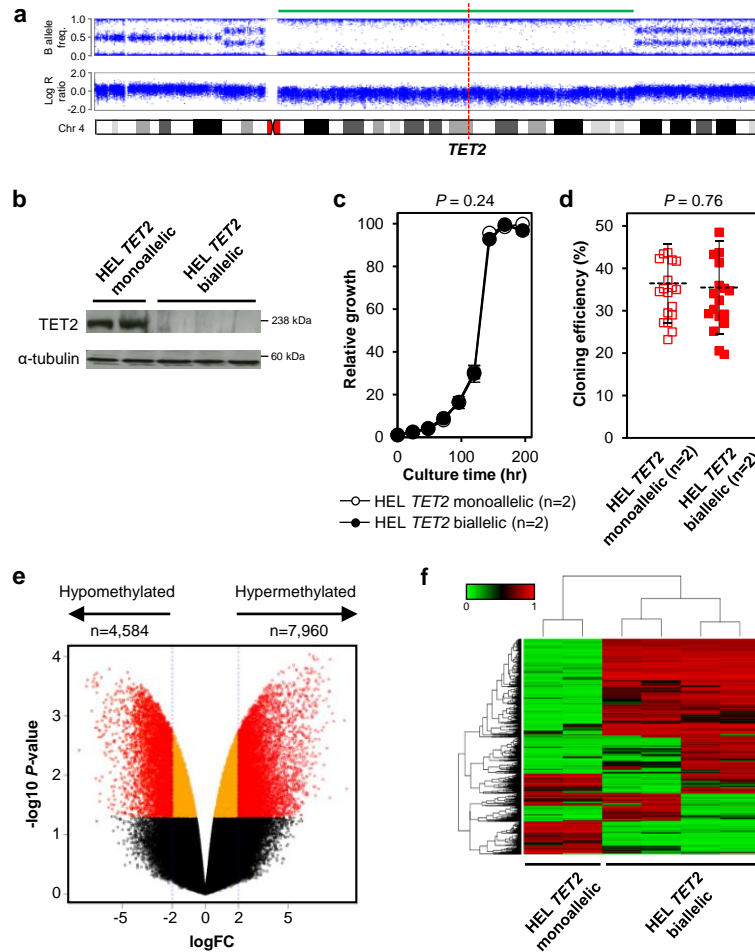 a
B allele
freq.
1.0
0.5
0.0
Log R
ratio
2.0
0.0
-2.0
Chr 4
TET2
b
HEL TET2
monoallelic
HEL TET2
biallelic
TET2
238 kDa
α-tubulin
60 kDa
c
P = 0.24
Relative growth
100
80
60
40
20
0
0 100 200
Culture time (hr)
HEL TET2 monoallelic (n=2)
HEL TET2 biallelic (n=2)
d
P = 0.76
Cloning efficiency (%)
50
40
30
20
10
0
HEL TET2
monoallelic (n=2)
HEL TET2
biallelic (n=2)
e
Hypomethylated Hypermethylated
n=4,584 n=7,960
-log10 P-value
4
3
2
1
0
-5 -2 0 2 5
logFC
f
0 1
HEL TET2
monoallelic
HEL TET2
biallelic